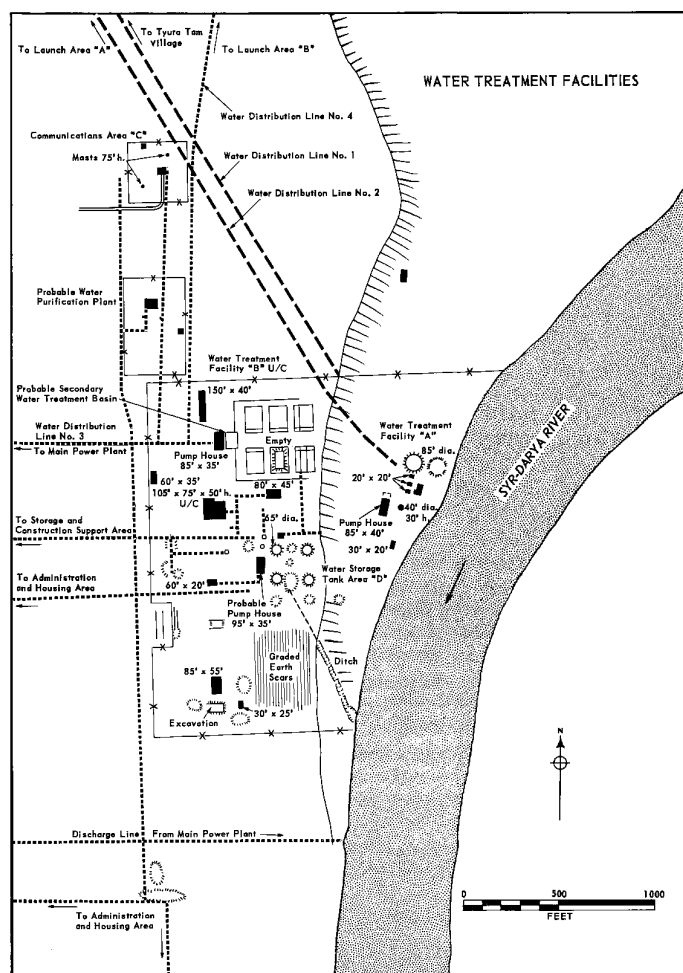 To Tyura Tam
Village
To Launch Area "A"
To Launch Area "B"
WATER TREATMENT FACILITIES
Water Distribution Line No. 4
Communications Area "C"
Masts 75' h.
Water Distribution Line No. 1
Water Distribution Line No. 2
Probable Water
Purification Plant
Water Treatment
Facility "B" U/C
Probable Secondary
Water Treatment Basin
150' x 40'
Water Distribution
Line No. 3
To Main Power Plant
Empty
Water Treatment
Facility "A"
85' dia.
Pump House
85' x 35'
60' x 35'
80' x 45'
20' x 20'
105' x 75' x 50' h.
U/C
40' dia.
30' h.
65' dia.
Pump House
85' x 40'
To Storage and
Construction Support Area
30' x 20'
Water Storage
Tank Area "D"
To Administration
and Housing Area
60' x 20'
Probable
Pump House
95' x 35'
SYR-DARYA RIVER
Graded
Earth
Scars
Ditch
85' x 55'
30' x 25'
Excavation
N
Discharge Line From Main Power Plant
0 500 1000
FEET
To Administration
and Housing Area